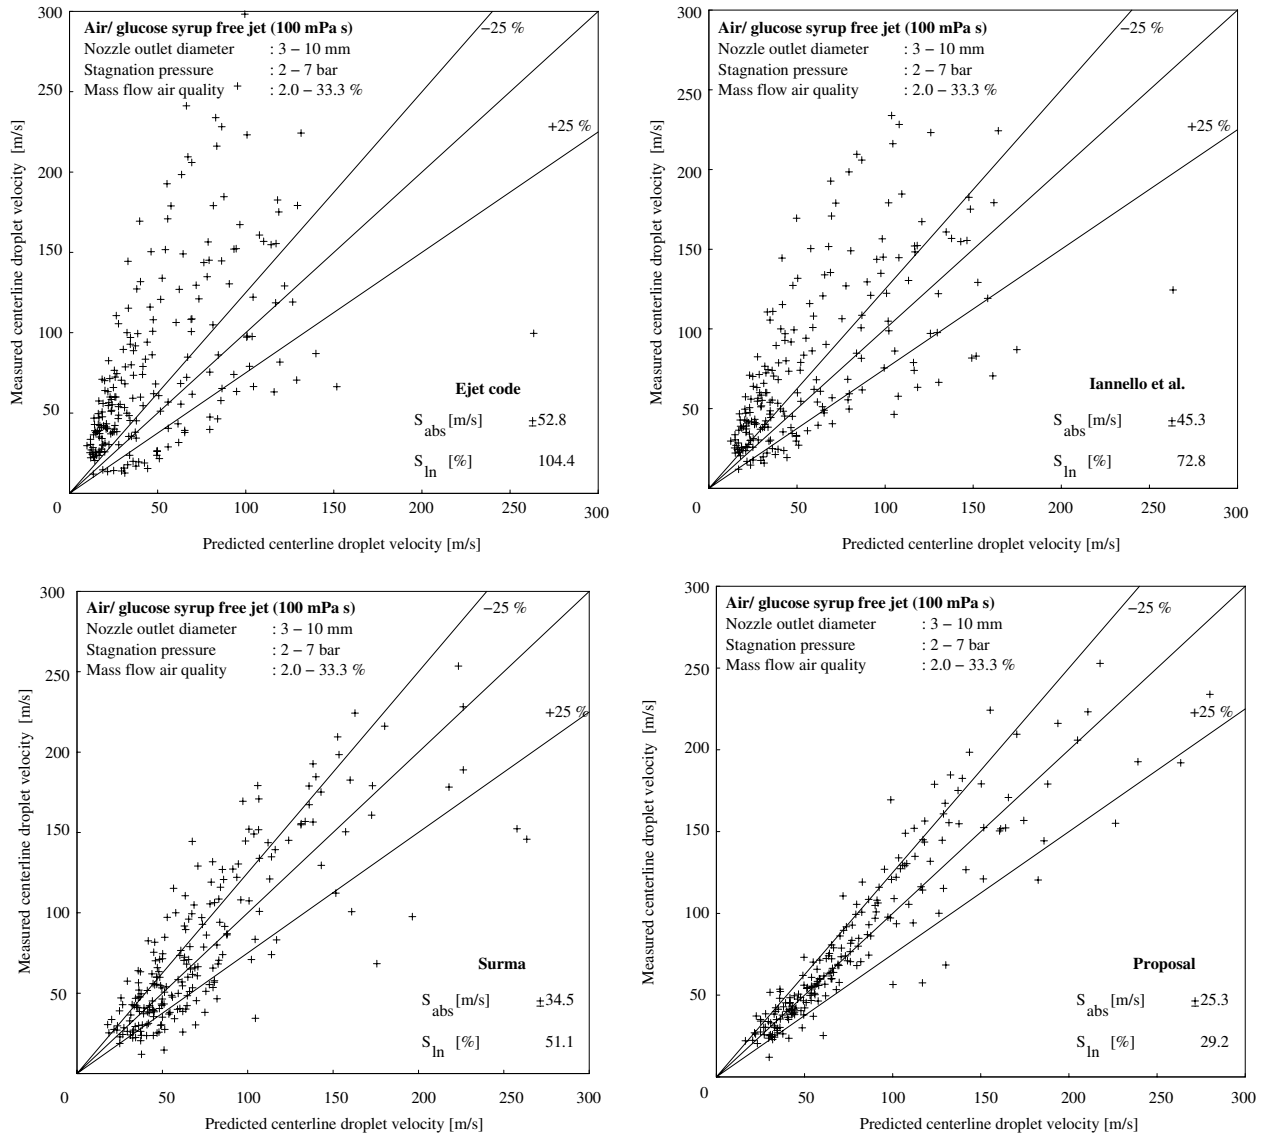 Air/ glucose syrup free jet (100 mPa s)
Nozzle outlet diameter : 3 − 10 mm
Stagnation pressure : 2 − 7 bar
Mass flow air quality : 2.0 − 33.3 %
−25 %
+25 %
300
250
200
150
100
50
Measured centerline droplet velocity [m/s]
Ejet code
S_abs [m/s] ±52.8
S_ln [%] 104.4
0 50 100 150 200 250 300
Predicted centerline droplet velocity [m/s]
Air/ glucose syrup free jet (100 mPa s)
Nozzle outlet diameter : 3 − 10 mm
Stagnation pressure : 2 − 7 bar
Mass flow air quality : 2.0 − 33.3 %
−25 %
+25 %
300
250
200
150
100
50
Measured centerline droplet velocity [m/s]
Iannello et al.
S_abs [m/s] ±45.3
S_ln [%] 72.8
0 50 100 150 200 250 300
Predicted centerline droplet velocity [m/s]
Air/ glucose syrup free jet (100 mPa s)
Nozzle outlet diameter : 3 − 10 mm
Stagnation pressure : 2 − 7 bar
Mass flow air quality : 2.0 − 33.3 %
−25 %
+25 %
300
250
200
150
100
50
Measured centerline droplet velocity [m/s]
Surma
S_abs [m/s] ±34.5
S_ln [%] 51.1
0 50 100 150 200 250 300
Predicted centerline droplet velocity [m/s]
Air/ glucose syrup free jet (100 mPa s)
Nozzle outlet diameter : 3 − 10 mm
Stagnation pressure : 2 − 7 bar
Mass flow air quality : 2.0 − 33.3 %
−25 %
+25 %
300
250
200
150
100
50
Measured centerline droplet velocity [m/s]
Proposal
S_abs [m/s] ±25.3
S_ln [%] 29.2
0 50 100 150 200 250 300
Predicted centerline droplet velocity [m/s]